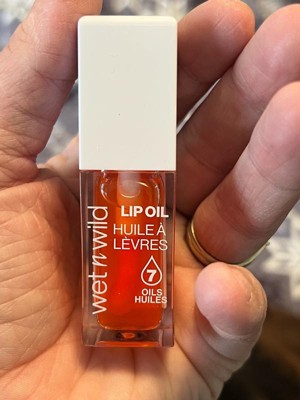 wet n wild
LIP OIL
HUILE À
LÈVRES
7
OILS
HUILES